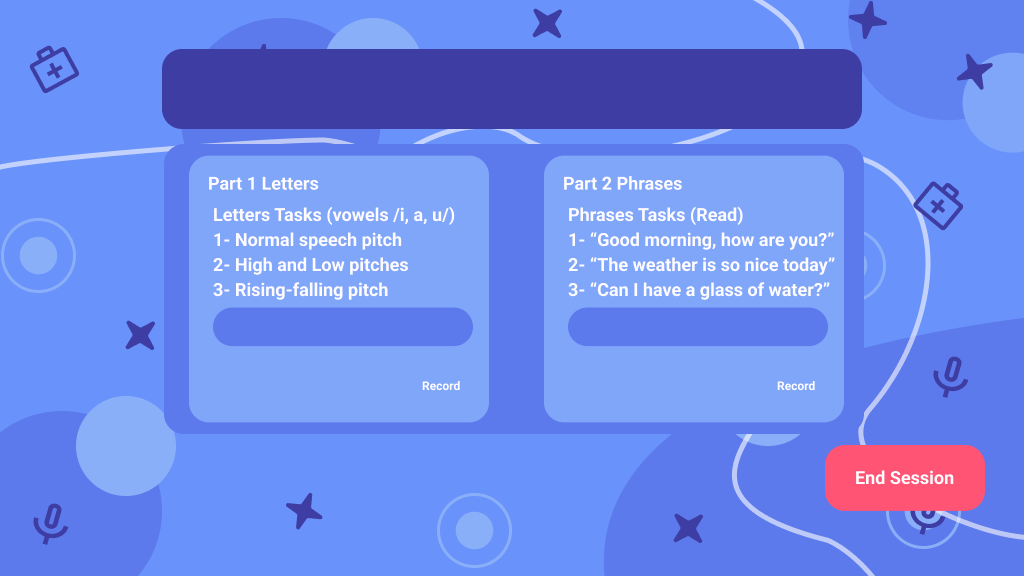 Part 1 Letters
Letters Tasks (vowels /i, a, u/)
1- Normal speech pitch
2- High and Low pitches
3- Rising-falling pitch
Record
Part 2 Phrases
Phrases Tasks (Read)
1- “Good morning, how are you?”
2- “The weather is so nice today”
3- “Can I have a glass of water?”
Record
End Session